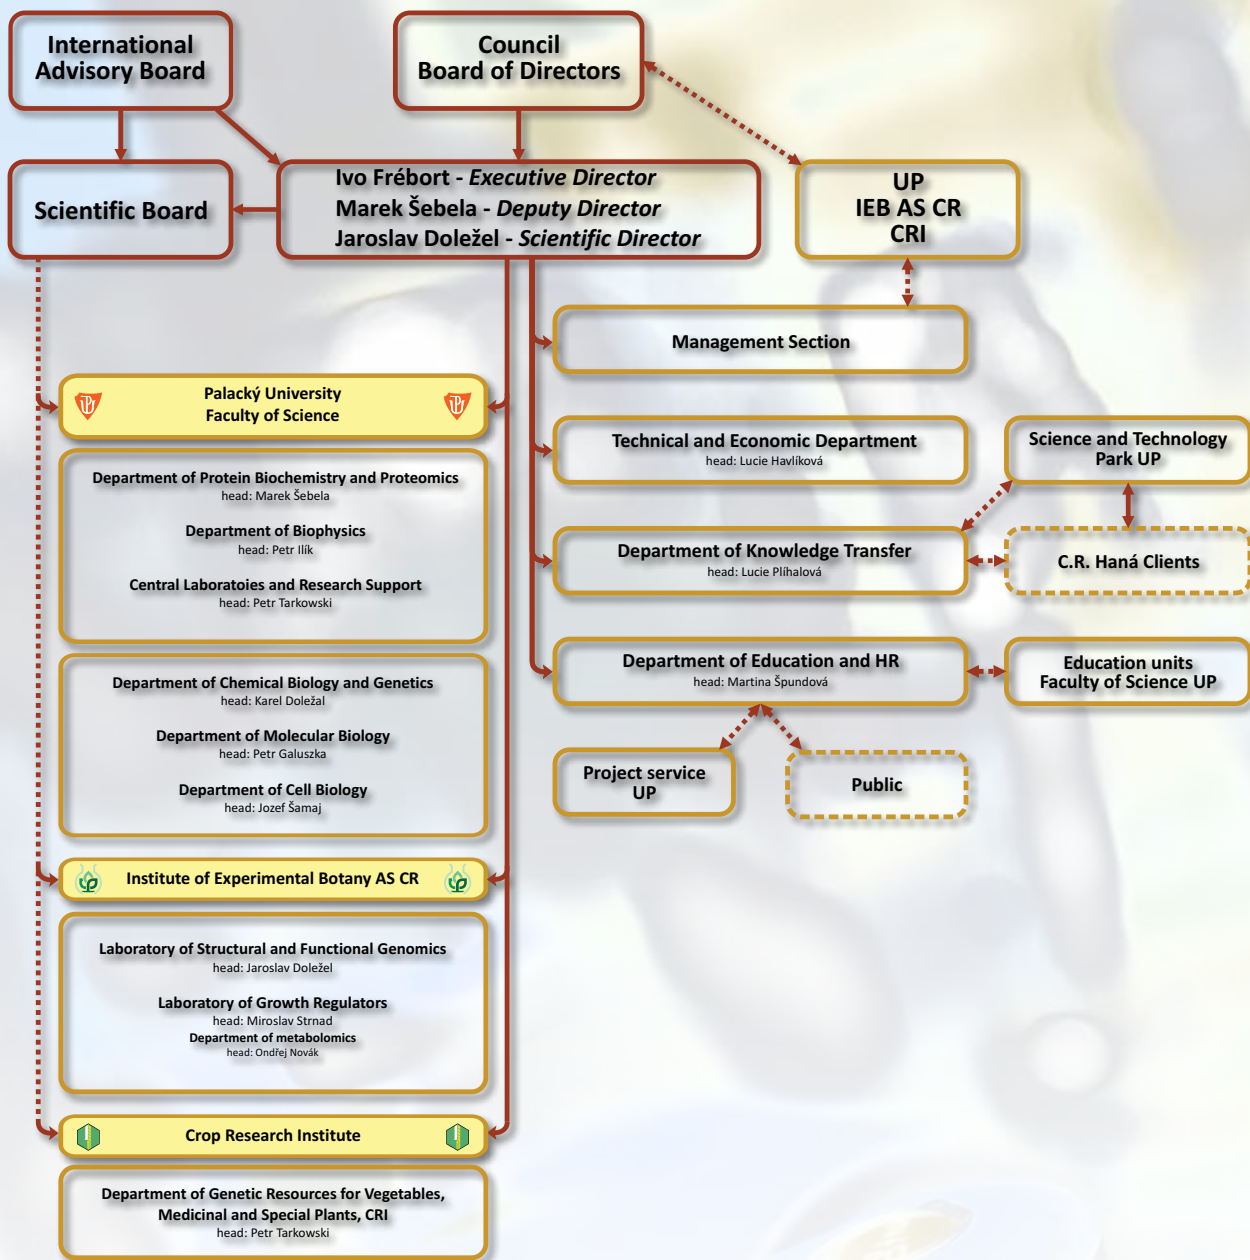 International
Advisory Board
Council
Board of Directors
Scientific Board
Ivo Frébort - Executive Director
Marek Šebela - Deputy Director
Jaroslav Doležel - Scientific Director
UP
IEB AS CR
CRI
Management Section
Palacký University
Faculty of Science
Technical and Economic Department
head: Lucie Havlíková
Science and Technology
Park UP
Department of Protein Biochemistry and Proteomics
head: Marek Šebela
Department of Biophysics
head: Petr Ilík
Central Laboratoies and Research Support
head: Petr Tarkowski
Department of Knowledge Transfer
head: Lucie Plíhalová
C.R. Haná Clients
Department of Education and HR
head: Martina Špundová
Education units
Faculty of Science UP
Department of Chemical Biology and Genetics
head: Karel Doležal
Department of Molecular Biology
head: Petr Galuszka
Department of Cell Biology
head: Jozef Šamaj
Project service
UP
Public
Institute of Experimental Botany AS CR
Laboratory of Structural and Functional Genomics
head: Jaroslav Doležel
Laboratory of Growth Regulators
head: Miroslav Strnad
Department of metabolomics
head: Ondřej Novák
Crop Research Institute
Department of Genetic Resources for Vegetables,
Medicinal and Special Plants, CRI
head: Petr Tarkowski